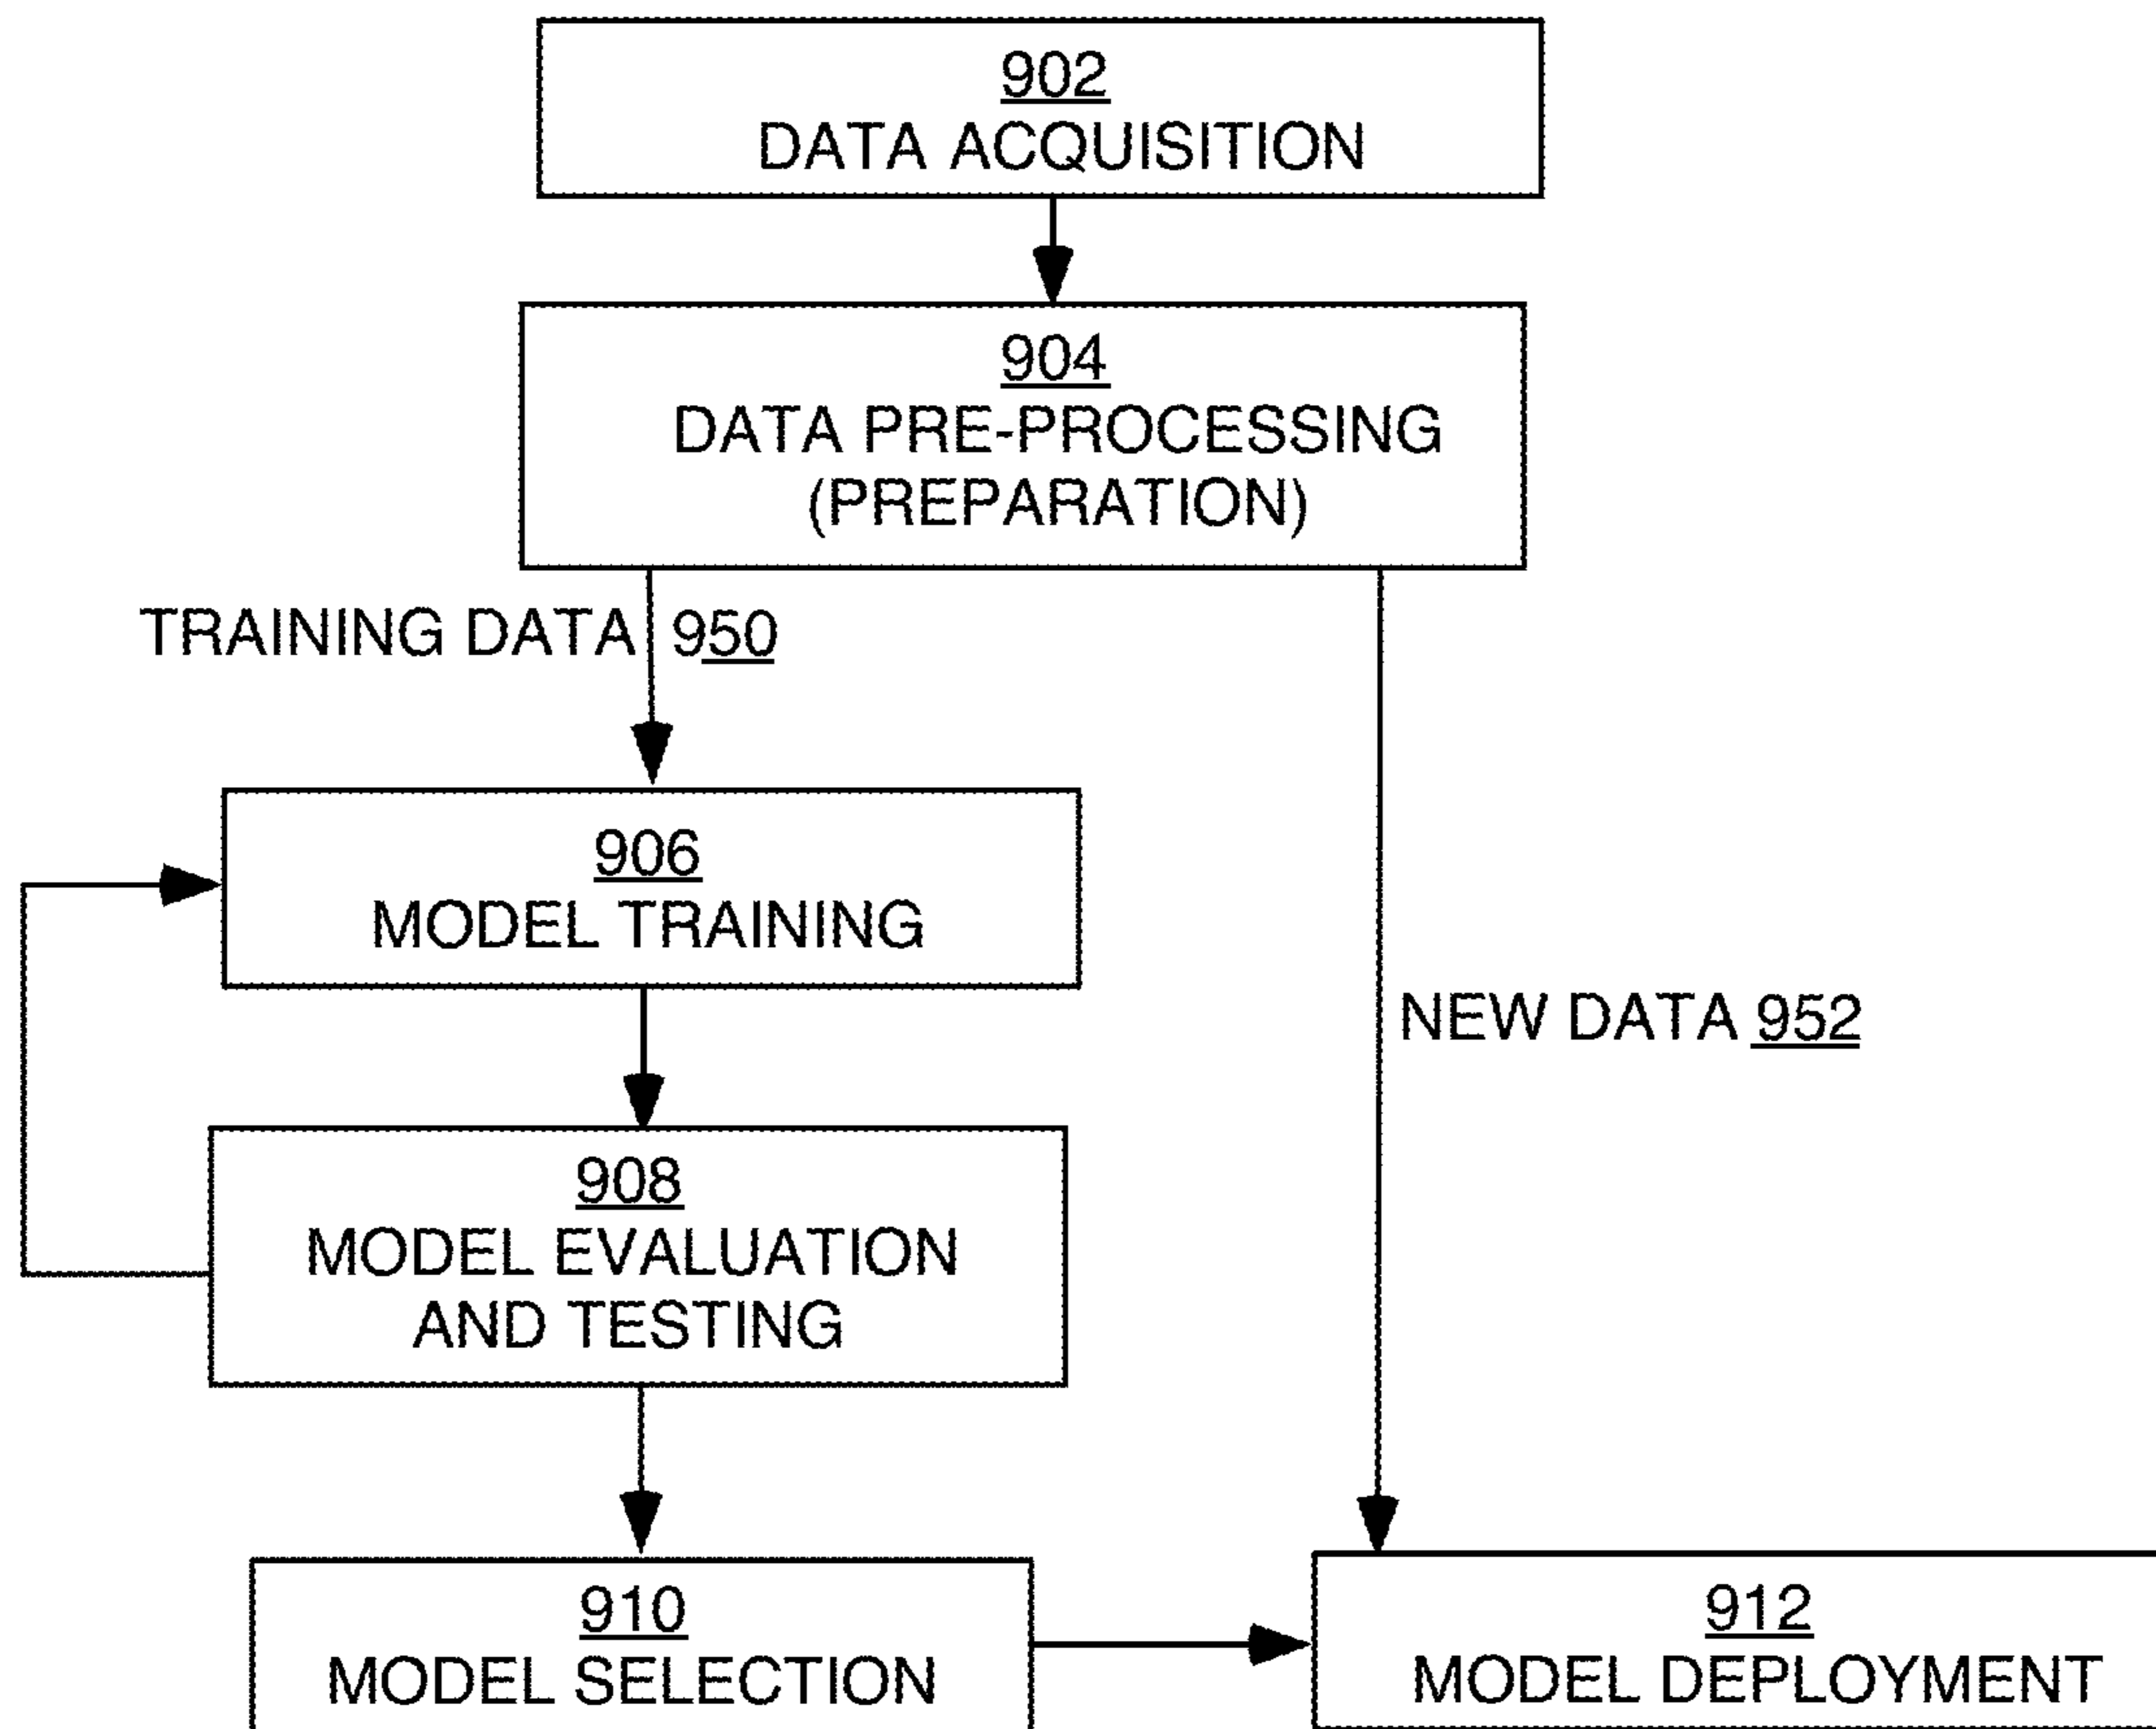 902
DATA ACQUISITION
904
DATA PRE-PROCESSING
(PREPARATION)
TRAINING DATA 950
906
MODEL TRAINING
NEW DATA 952
908
MODEL EVALUATION
AND TESTING
910
MODEL SELECTION
912
MODEL DEPLOYMENT